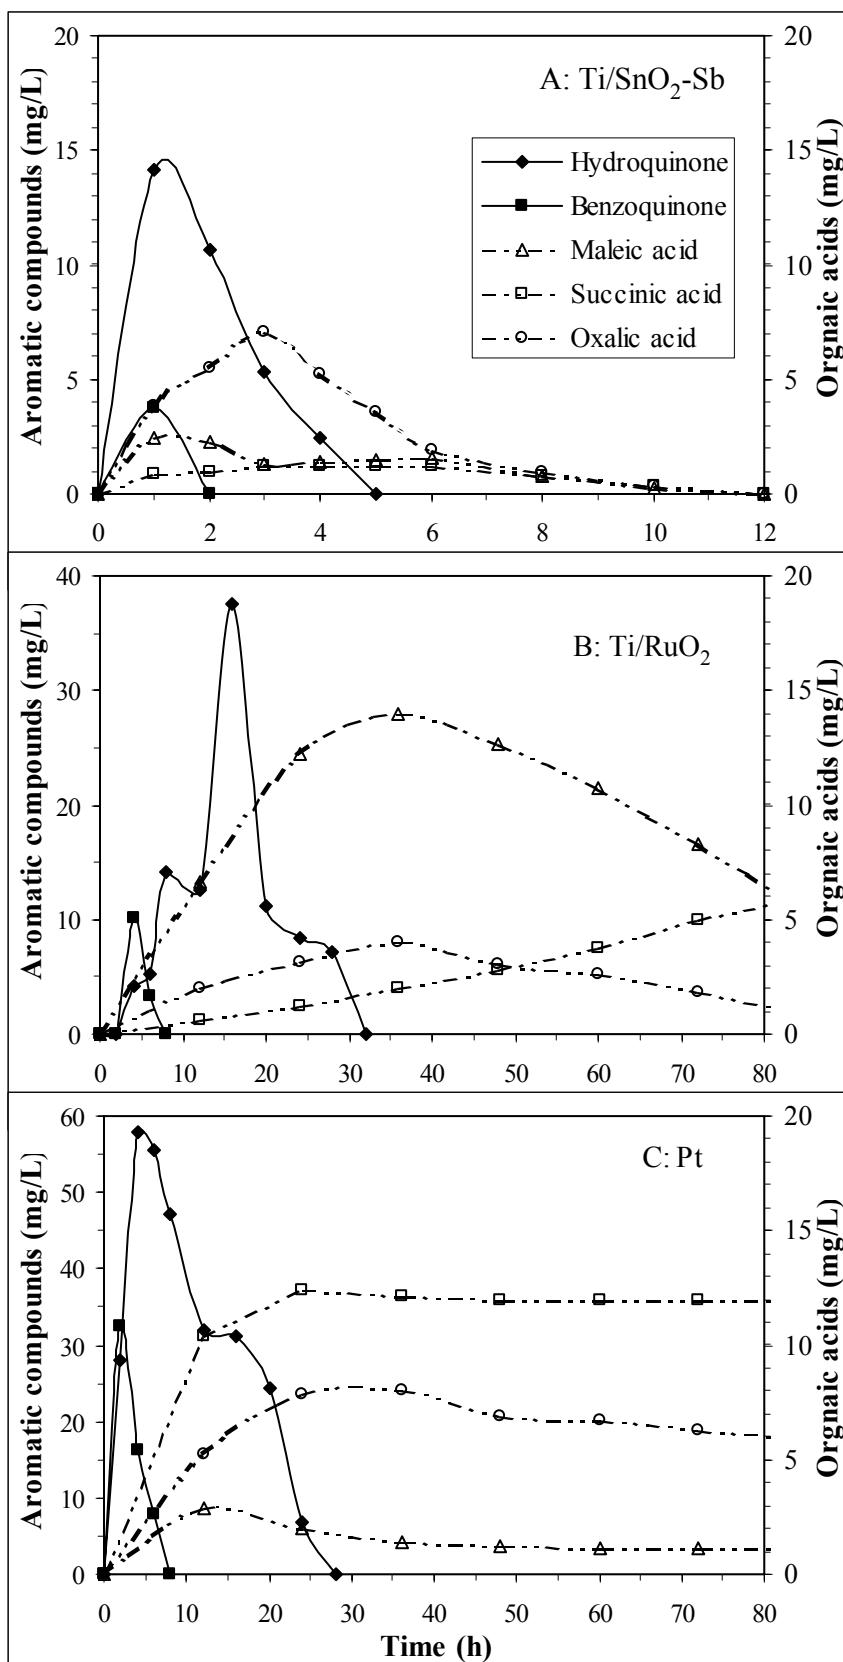 A: Ti/SnO2-Sb
Aromatic compounds (mg/L)
20
15
10
5
0
Hydroquinone
Benzoquinone
Maleic acid
Succinic acid
Oxalic acid
20
15
10
5
0
Orgnaic acids (mg/L)
0 2 4 6 8 10 12
B: Ti/RuO2
Aromatic compounds (mg/L)
40
30
20
10
0
20
15
10
5
0
Orgnaic acids (mg/L)
0 10 20 30 40 50 60 70 80
C: Pt
Aromatic compounds (mg/L)
60
50
40
30
20
10
0
20
15
10
5
0
Orgnaic acids (mg/L)
0 10 20 30 40 50 60 70 80
Time (h)